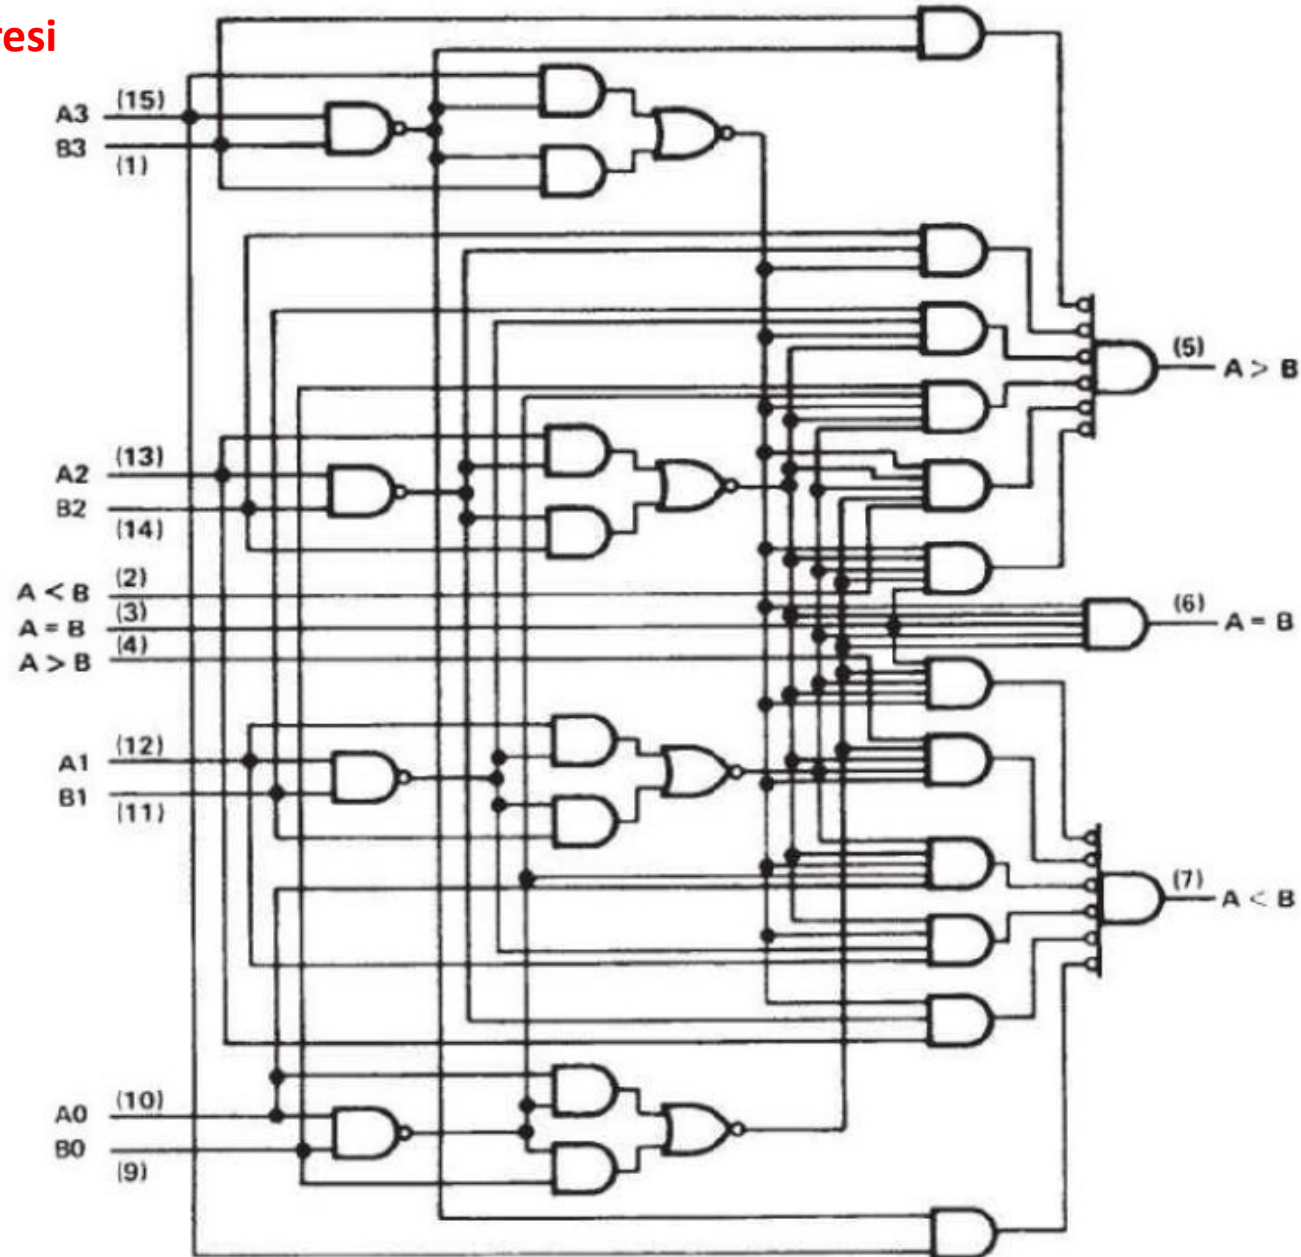 resi
A3 (15)
B3
(1)
A2 (13)
B2
(14)
A < B (2)
A = B (3)
A > B (4)
A1 (12)
B1
(11)
A0 (10)
B0
(9)
(5)
A > B
(6)
A = B
(7)
A < B